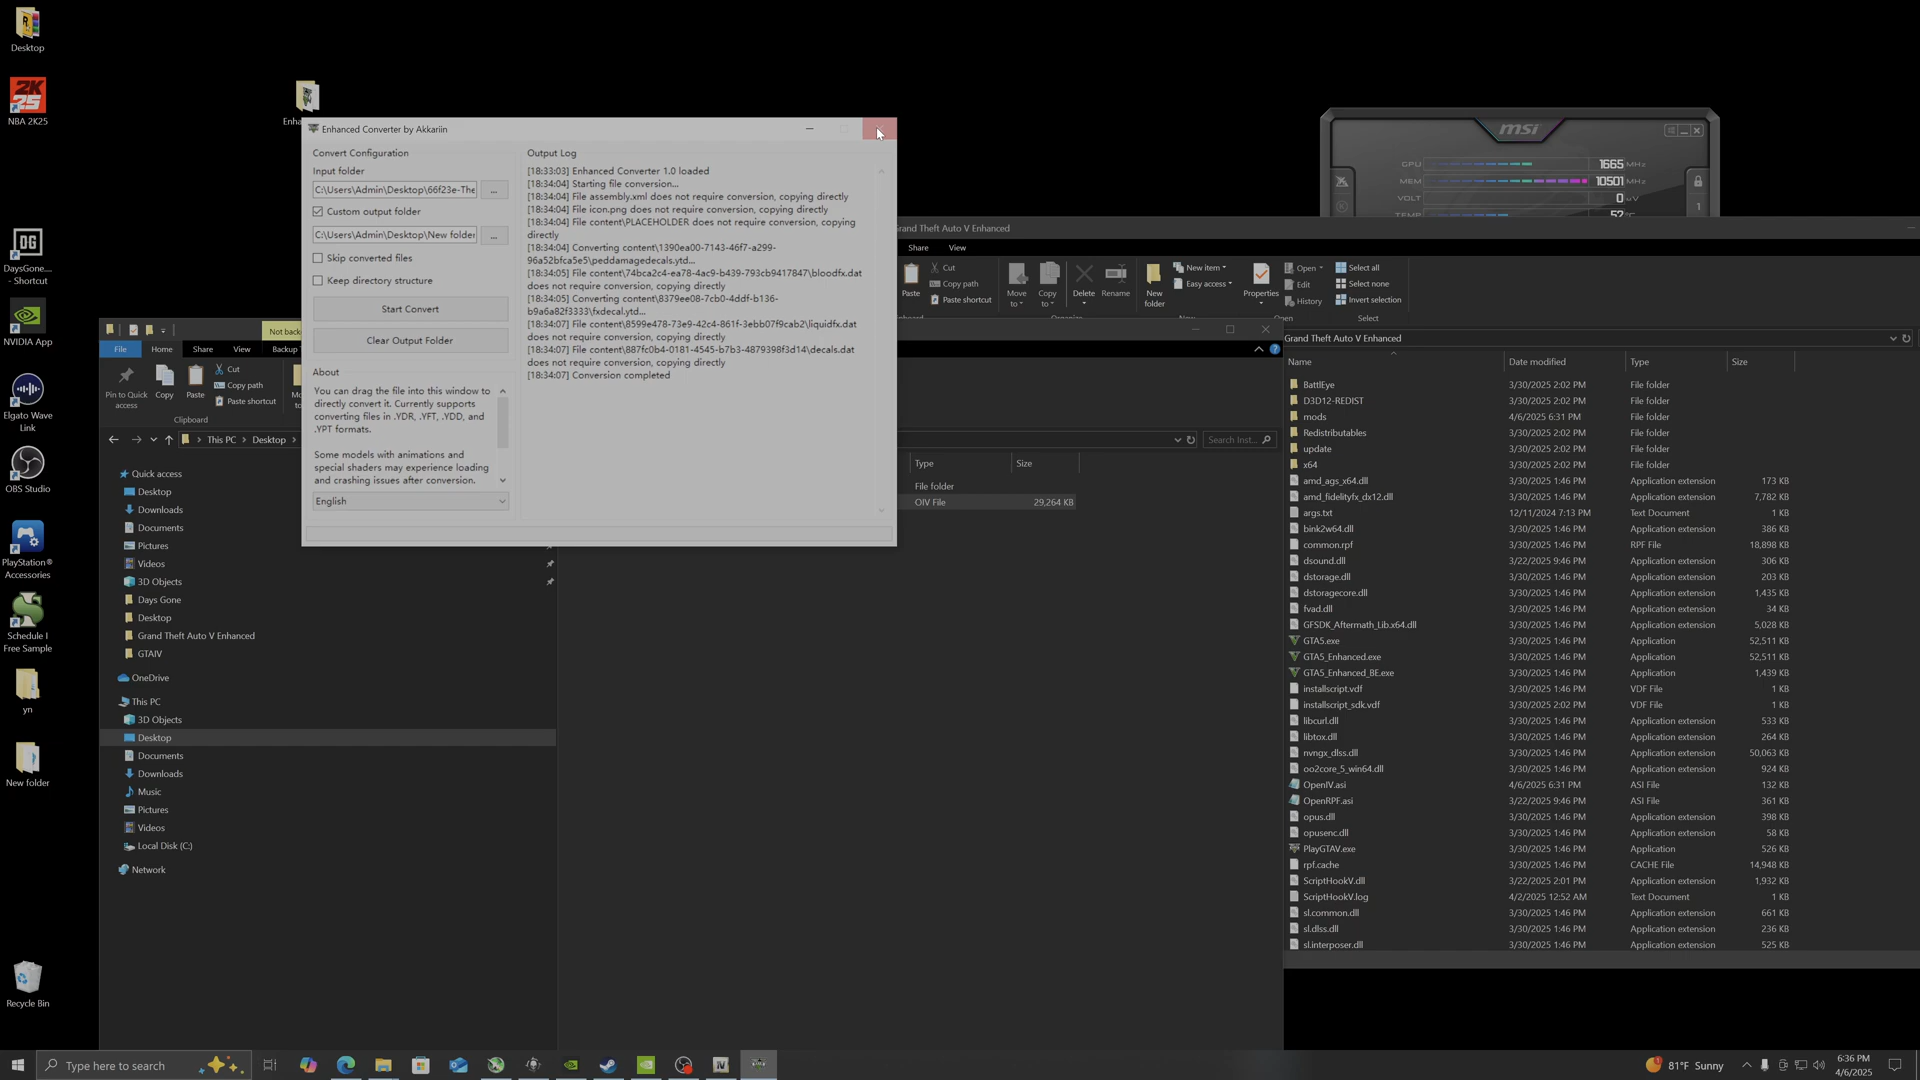 Desktop
NBA 2K25
DaysGone....
- Shortcut
NVIDIA App
Elgato Wave
Link
OBS Studio
PlayStation®
Accessories
Schedule I
Free Sample
yn
New folder
Recycle Bin
Enhanced Converter by Akkariin
Convert Configuration
Input folder
C:\Users\Admin\Desktop\66f23e-The
...
Custom output folder
C:\Users\Admin\Desktop\New folder
...
Skip converted files
Keep directory structure
Start Convert
Clear Output Folder
About
You can drag the file into this window to
directly convert it. Currently supports
converting files in .YDR, .YFT, .YDD, and
.YPT formats.
Some models with animations and
special shaders may experience loading
and crashing issues after conversion.
English
Output Log
[18:33:03] Enhanced Converter 1.0 loaded
[18:34:04] Starting file conversion...
[18:34:04] File assembly.xml does not require conversion, copying directly
[18:34:04] File icon.png does not require conversion, copying directly
[18:34:04] File content\PLACEHOLDER does not require conversion, copying
directly
[18:34:04] Converting content\1390ea00-7143-46f7-a299-
96a52bfca5e5\peddamagedecals.ytd...
[18:34:05] File content\74bca2c4-ea78-4ac9-b439-793cb9417847\bloodfx.dat
does not require conversion, copying directly
[18:34:05] Converting content\8379ee08-7cb0-4ddf-b136-
b9a6a82f3333\fxdecal.ytd...
[18:34:07] File content\8599e478-73e9-42c4-861f-3ebb07f9cab2\liquidfx.dat
does not require conversion, copying directly
[18:34:07] File content\887fc0b4-0181-4545-b7b3-4879398f3d14\decals.dat
does not require conversion, copying directly
[18:34:07] Conversion completed
msi
GPU 1665 MHz
MEM 10501 MHz
VOLT 0 uV
TEMP 52 °C
1
File Home Share View
Pin to Quick
access
Copy
Paste
Cut
Copy path
Paste shortcut
Clipboard
This PC > Desktop >
Search Inst...
Quick access
Desktop
Downloads
Documents
Pictures
Videos
3D Objects
Days Gone
Desktop
Grand Theft Auto V Enhanced
GTAIV
OneDrive
This PC
3D Objects
Desktop
Documents
Downloads
Music
Pictures
Videos
Local Disk (C:)
Network
Type Size
File folder
OIV File 29,264 KB
Grand Theft Auto V Enhanced
Share View
Paste
Cut
Copy path
Paste shortcut
Move
to
Copy
to
Delete
Rename
New
folder
New item
Easy access
Properties
Open
Edit
History
Select all
Select none
Invert selection
Organize
New
Open
Select
Grand Theft Auto V Enhanced
Name Date modified Type Size
BattlEye 3/30/2025 2:02 PM File folder
D3D12-REDIST 3/30/2025 2:02 PM File folder
mods 4/6/2025 6:31 PM File folder
Redistributables 3/30/2025 2:02 PM File folder
update 3/30/2025 2:02 PM File folder
x64 3/30/2025 2:02 PM File folder
amd_ags_x64.dll 3/30/2025 1:46 PM Application extension 173 KB
amd_fidelityfx_dx12.dll 3/30/2025 1:46 PM Application extension 7,782 KB
args.txt 12/11/2024 7:13 PM Text Document 1 KB
bink2w64.dll 3/30/2025 1:46 PM Application extension 386 KB
common.rpf 3/30/2025 1:46 PM RPF File 18,898 KB
dsound.dll 3/22/2025 9:46 PM Application extension 306 KB
dstorage.dll 3/30/2025 1:46 PM Application extension 203 KB
dstoragecore.dll 3/30/2025 1:46 PM Application extension 1,435 KB
fvad.dll 3/30/2025 1:46 PM Application extension 34 KB
GFSDK_Aftermath_Lib.x64.dll 3/30/2025 1:46 PM Application extension 5,028 KB
GTA5.exe 3/30/2025 1:46 PM Application 52,511 KB
GTA5_Enhanced.exe 3/30/2025 1:46 PM Application 52,511 KB
GTA5_Enhanced_BE.exe 3/30/2025 1:46 PM Application 1,439 KB
installscript.vdf 3/30/2025 1:46 PM VDF File 1 KB
installscript_sdk.vdf 3/30/2025 2:02 PM VDF File 1 KB
libcurl.dll 3/30/2025 1:46 PM Application extension 533 KB
libtox.dll 3/30/2025 1:46 PM Application extension 264 KB
nvngx_dlss.dll 3/30/2025 1:46 PM Application extension 50,063 KB
oo2core_5_win64.dll 3/30/2025 1:46 PM Application extension 924 KB
OpenIV.asi 4/6/2025 6:31 PM ASI File 132 KB
OpenRPF.asi 3/22/2025 9:46 PM ASI File 361 KB
opus.dll 3/30/2025 1:46 PM Application extension 398 KB
opusenc.dll 3/30/2025 1:46 PM Application extension 58 KB
PlayGTAV.exe 3/30/2025 1:46 PM Application 526 KB
rpf.cache 3/30/2025 1:46 PM CACHE File 14,948 KB
ScriptHookV.dll 3/22/2025 2:01 PM Application extension 1,932 KB
ScriptHookV.log 4/2/2025 12:52 AM Text Document 1 KB
sl.common.dll 3/30/2025 1:46 PM Application extension 661 KB
sl.dlss.dll 3/30/2025 1:46 PM Application extension 236 KB
sl.interposer.dll 3/30/2025 1:46 PM Application extension 525 KB
Type here to search
81°F Sunny
6:36 PM
4/6/2025